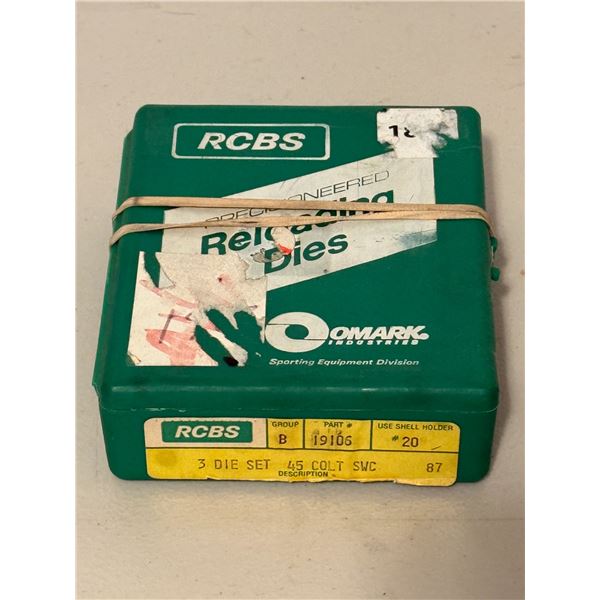 RCBS
18
PRECISIONEERED
Reloading
Dies
OMARK
INDUSTRIES
Sporting Equipment Division
RCBS
GROUP PART # USE SHELL HOLDER
B 19106 #20
3 DIE SET 45 COLT SWC 87
DESCRIPTION